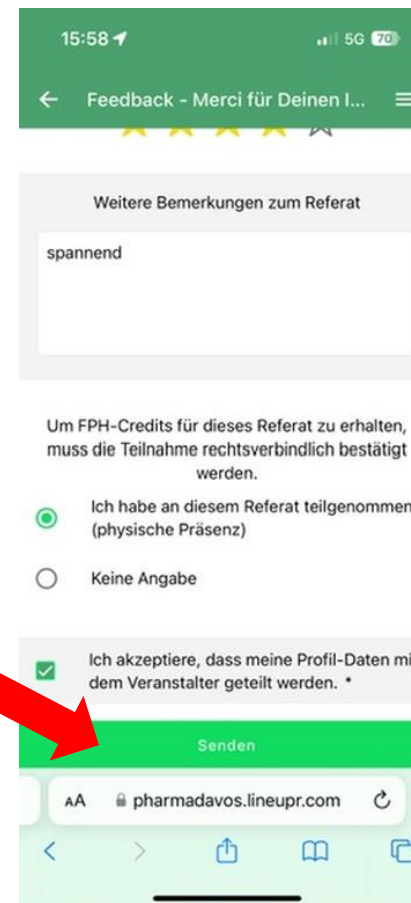 15:58
5G 70
Feedback - Merci für Deinen I...
Weitere Bemerkungen zum Referat
spannend
Um FPH-Credits für dieses Referat zu erhalten,
muss die Teilnahme rechtsverbindlich bestätigt
werden.
Ich habe an diesem Referat teilgenommen
(physische Präsenz)
Keine Angabe
Ich akzeptiere, dass meine Profil-Daten mi
dem Veranstalter geteilt werden. *
Senden
AA pharmadavos.lineupr.com